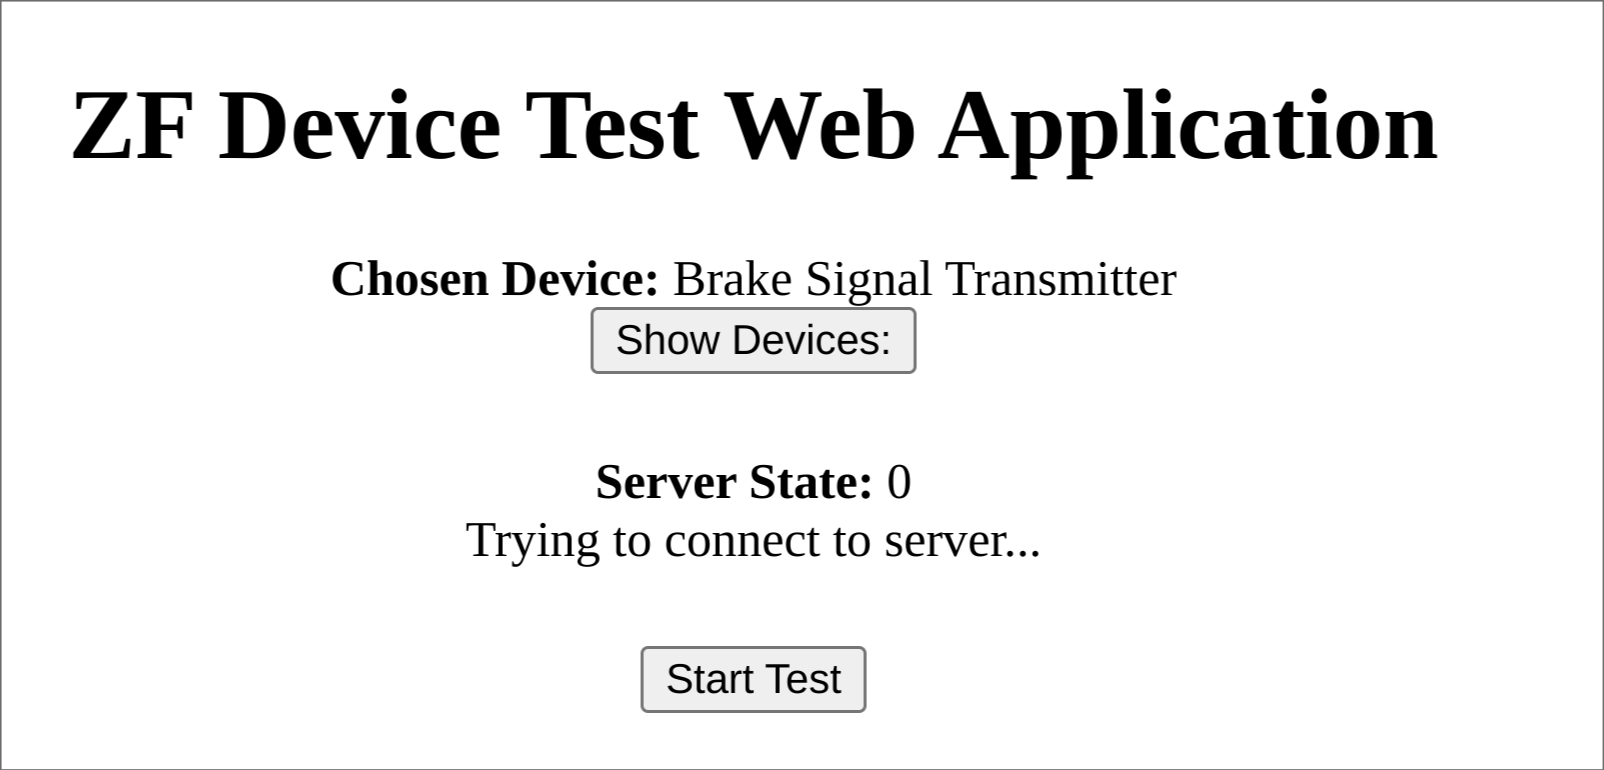 ZF Device Test Web Application
Chosen Device: Brake Signal Transmitter
Show Devices:
Server State: 0
Trying to connect to server...
Start Test